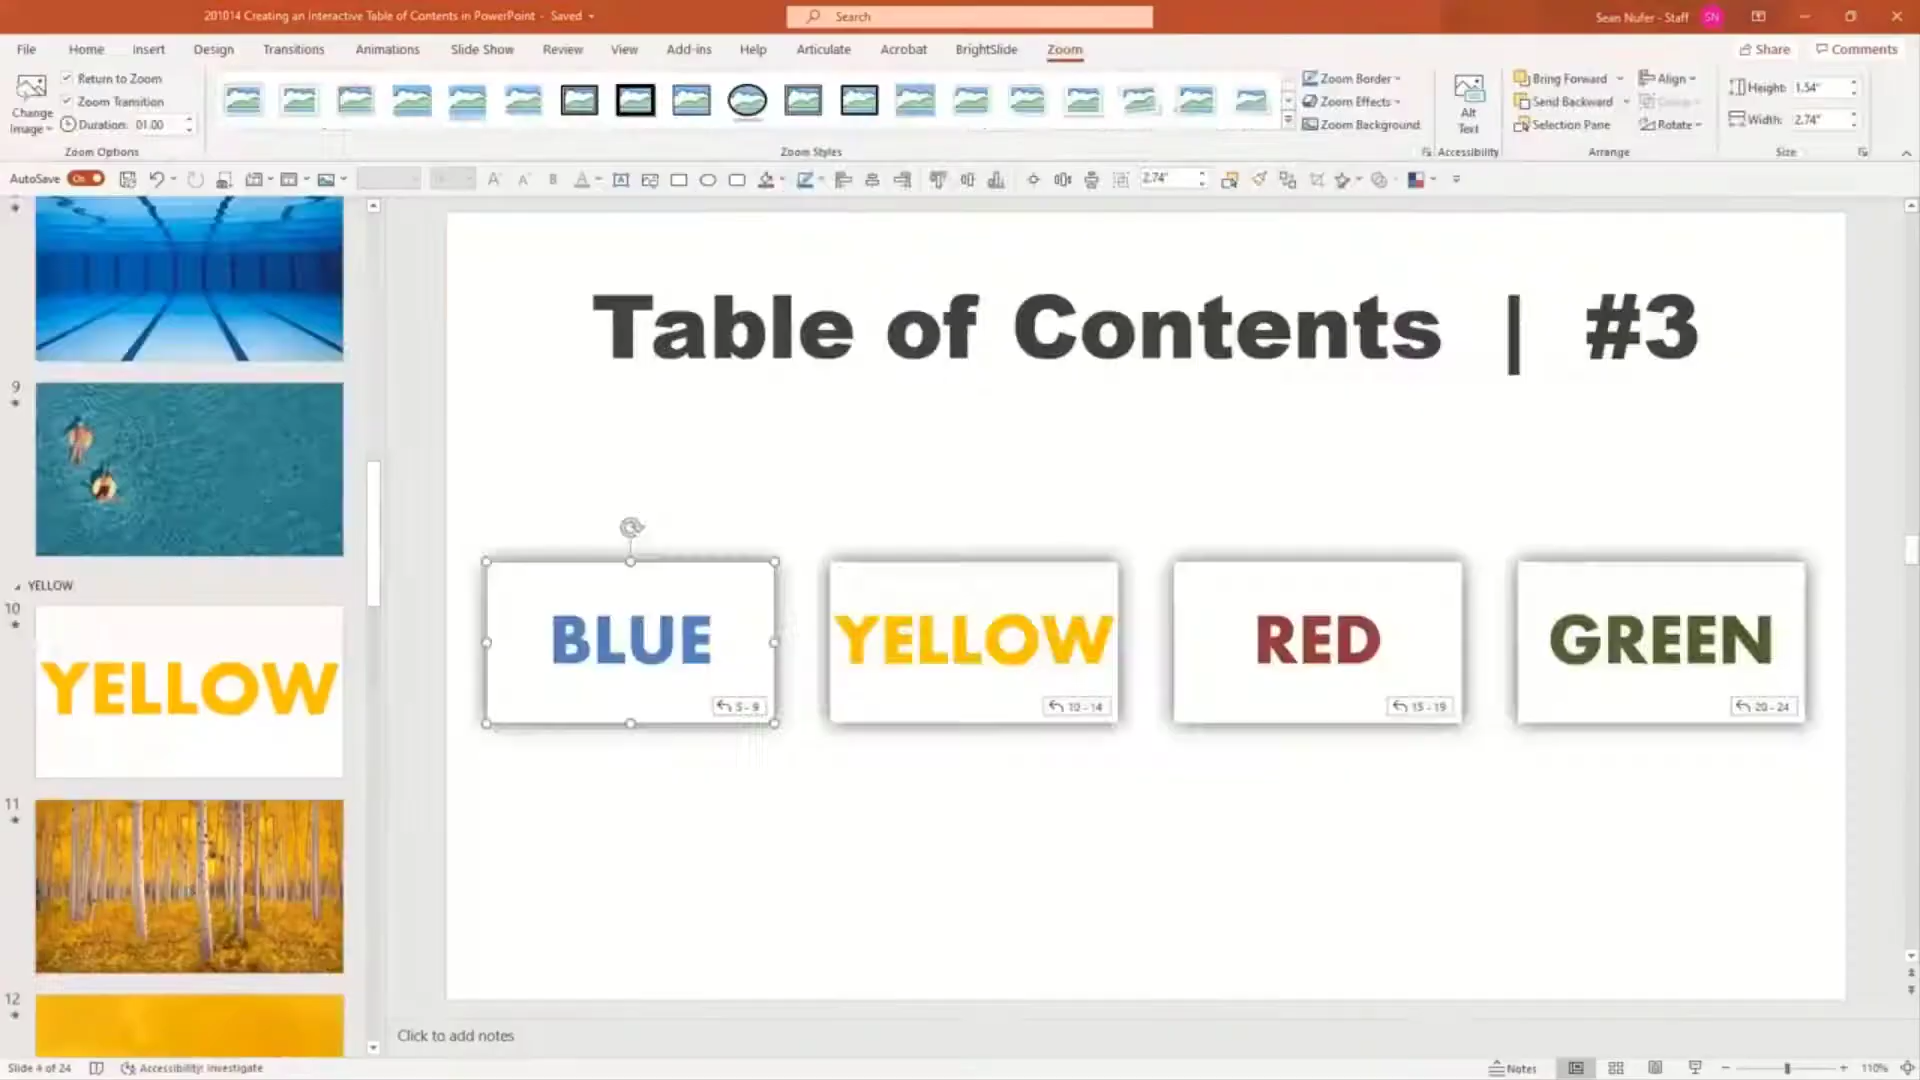 201014 Creating an Interactive Table of Contents in PowerPoint - Saved
Search
Sean Nufer - Staff SN
File Home Insert Design Transitions Animations Slide Show Review View Add-ins Help Articulate Acrobat BrightSlide Zoom Share Comments
Change Image
Return to Zoom
Zoom Transition
Duration: 01.00
Zoom Options
Zoom Styles
Zoom Border
Zoom Effects
Zoom Background
Alt Text
Accessibility
Bring Forward
Send Backward
Selection Pane
Align
Group
Rotate
Arrange
Height: 1.54"
Width: 2.74"
Size
AutoSave On
A A B A A
2.74"
9
YELLOW
10
YELLOW
11
12
Table of Contents | #3
BLUE
5 - 9
YELLOW
10 - 14
RED
15 - 19
GREEN
20 - 24
Click to add notes
Slide 4 of 24
Accessibility: Investigate
Notes
110%